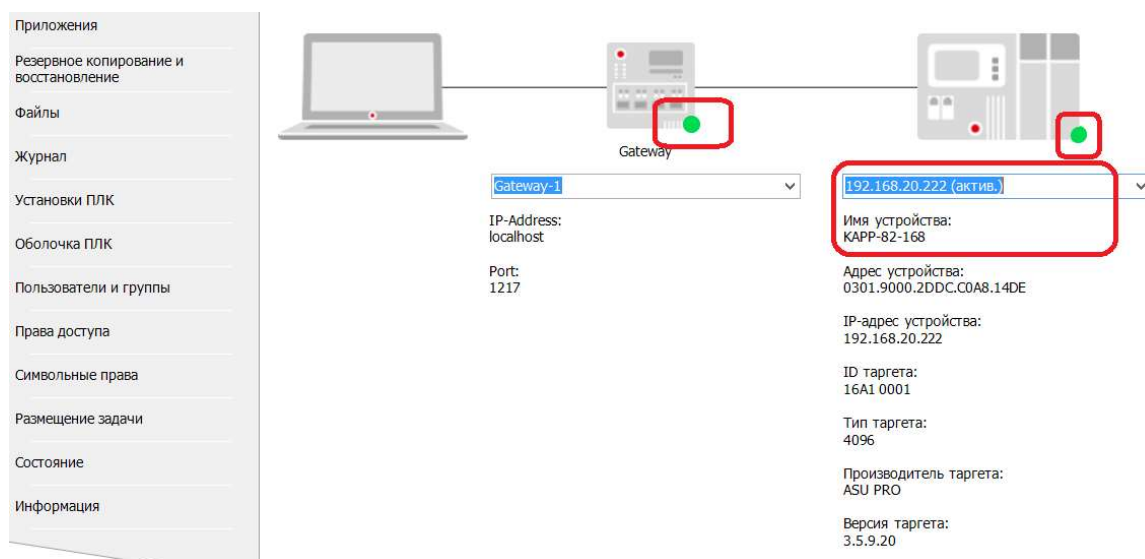 Приложения
Резервное копирование и
восстановление
Файлы
Журнал
Установки ПЛК
Оболочка ПЛК
Пользователи и группы
Права доступа
Символьные права
Размещение задачи
Состояние
Информация
Gateway
Gateway-1
IP-Address:
localhost
Port:
1217
192.168.20.222 (актив.)
Имя устройства:
KAPP-82-168
Адрес устройства:
0301.9000.2DDC.C0A8.14DE
IP-адрес устройства:
192.168.20.222
ID таргета:
16A1 0001
Тип таргета:
4096
Производитель таргета:
ASU PRO
Версия таргета:
3.5.9.20